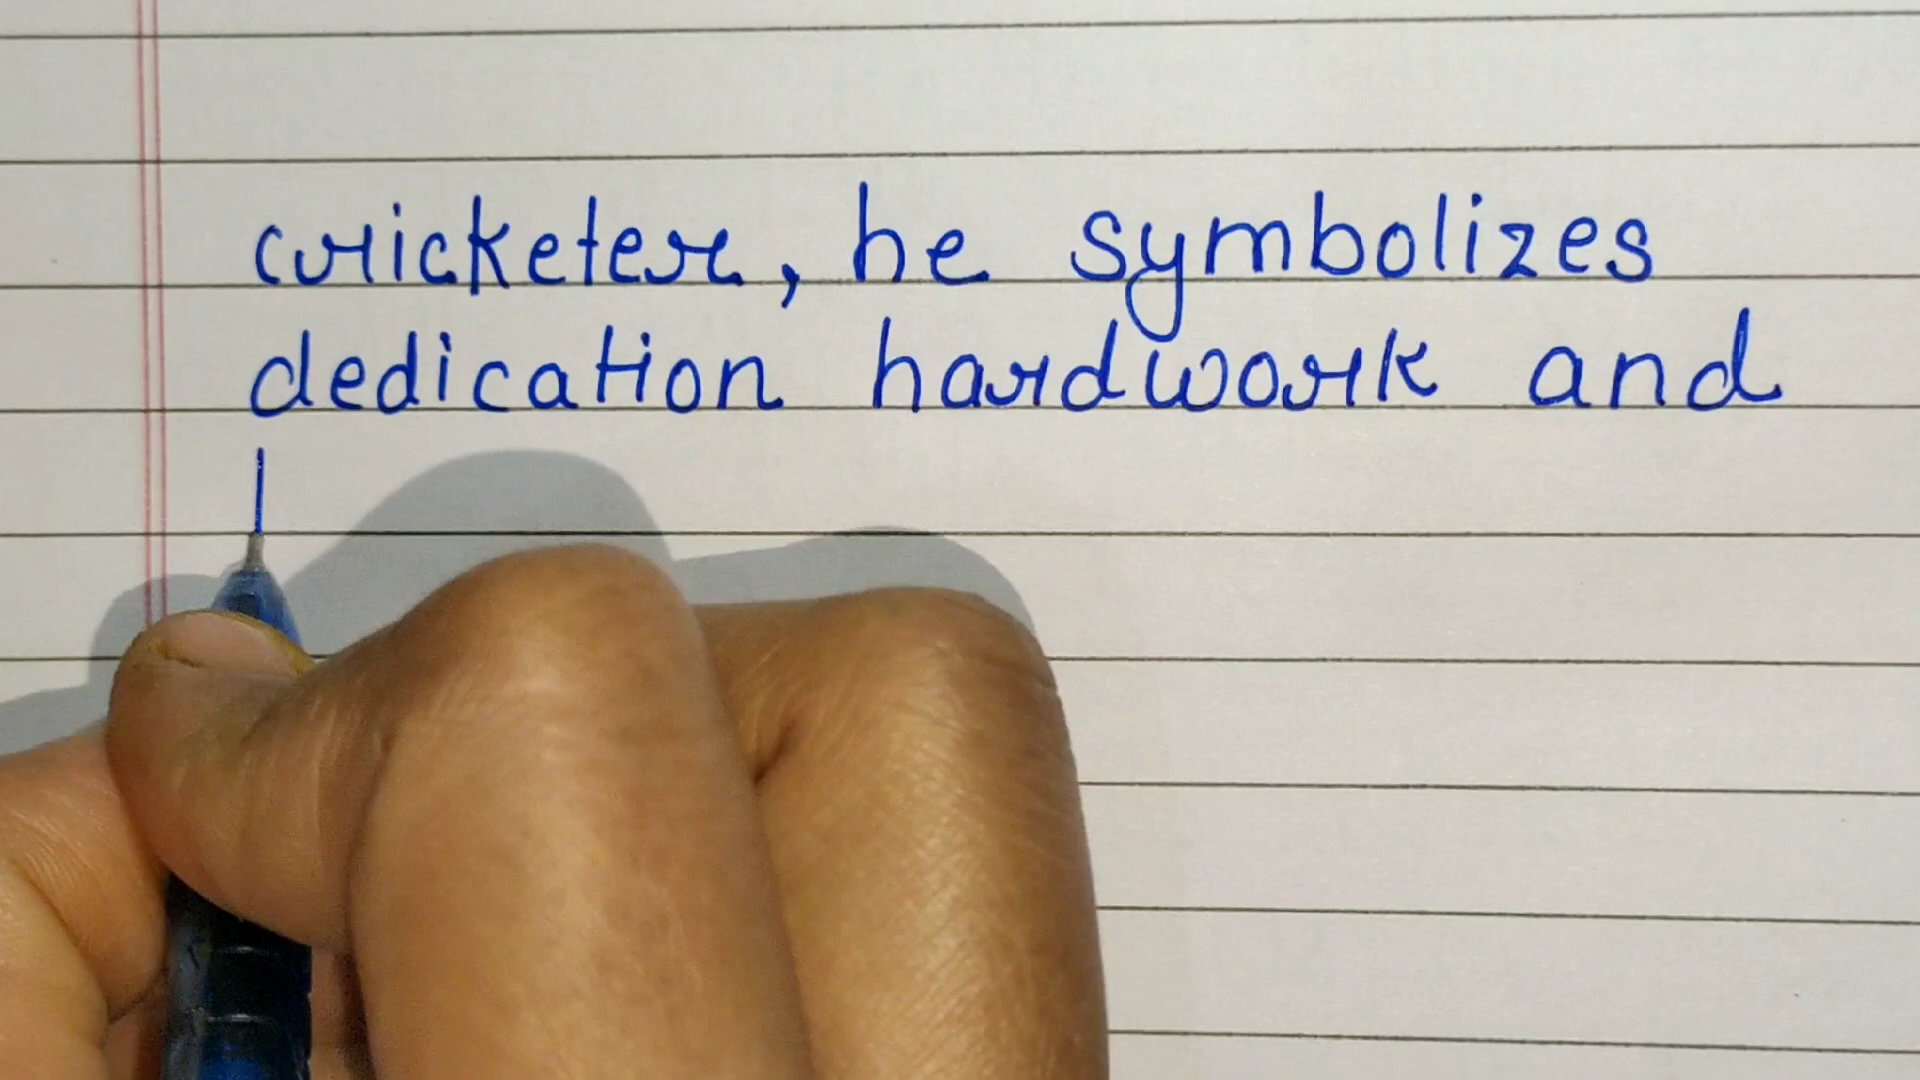 cricketer, he symbolizes
dedication hardwork and